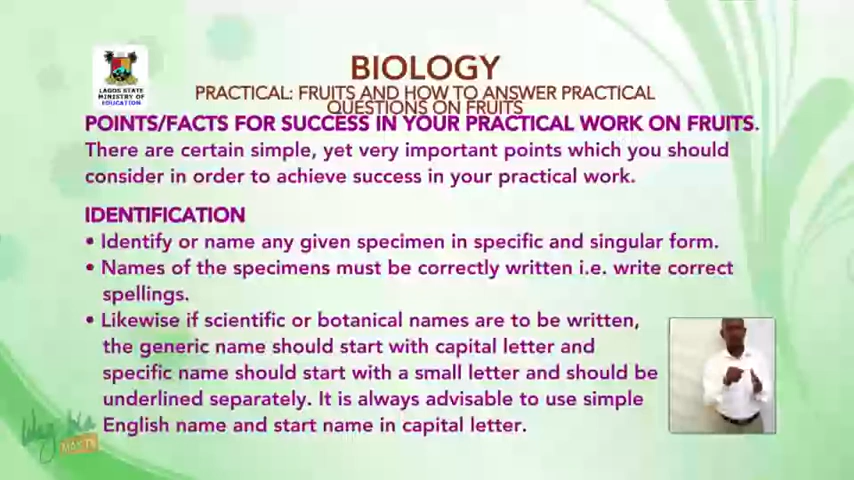 BIOLOGY
LAGOS STATE
MINISTRY OF
EDUCATION
PRACTICAL: FRUITS AND HOW TO ANSWER PRACTICAL
QUESTIONS ON FRUITS
POINTS/FACTS FOR SUCCESS IN YOUR PRACTICAL WORK ON FRUITS.
There are certain simple, yet very important points which you should
consider in order to achieve success in your practical work.
IDENTIFICATION
• Identify or name any given specimen in specific and singular form.
• Names of the specimens must be correctly written i.e. write correct
spellings.
• Likewise if scientific or botanical names are to be written,
the generic name should start with capital letter and
specific name should start with a small letter and should be
underlined separately. It is always advisable to use simple
English name and start name in capital letter.